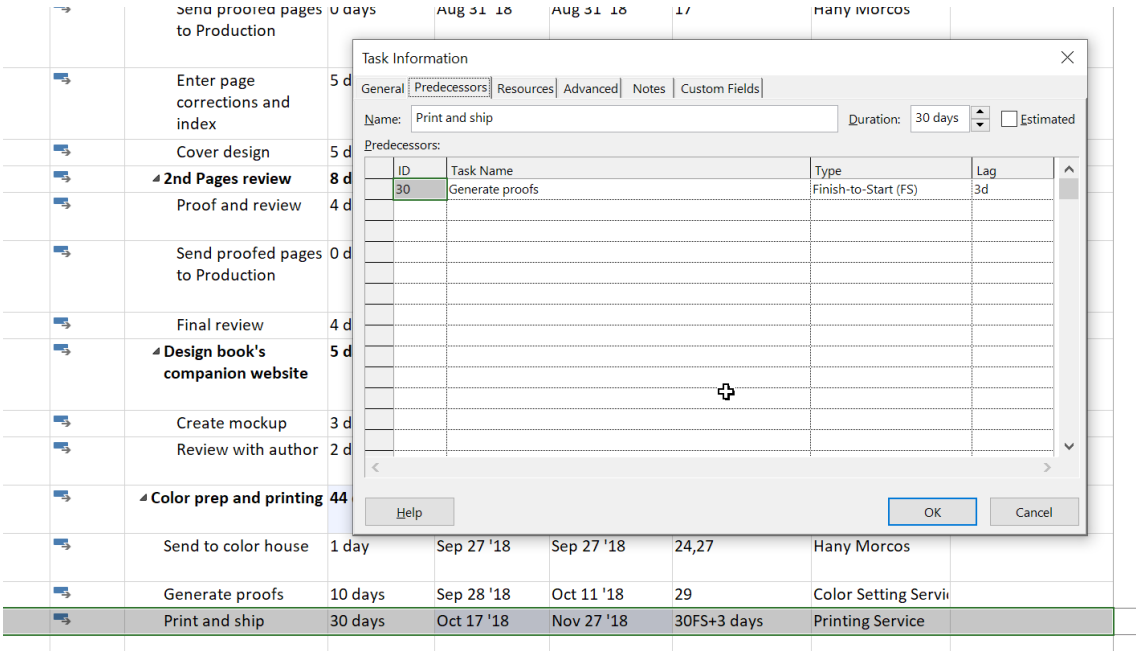 Send proofed pages 0 days Aug 31 '18 Aug 31 '18 17 Hany Morcos
to Production
Task Information
Enter page 5 d
corrections and
index
General Predecessors Resources Advanced Notes Custom Fields
Name: Print and ship Duration: 30 days Estimated
Predecessors:
Cover design 5 d
ID Task Name Type Lag
2nd Pages review 8 d
30 Generate proofs Finish-to-Start (FS) 3d
Proof and review 4 d
Send proofed pages 0 d
to Production
Final review 4 d
Design book's 5 d
companion website
Create mockup 3 d
Review with author 2 d
Color prep and printing 44
Help OK Cancel
Send to color house 1 day Sep 27 '18 Sep 27 '18 24,27 Hany Morcos
Generate proofs 10 days Sep 28 '18 Oct 11 '18 29 Color Setting Servi
Print and ship 30 days Oct 17 '18 Nov 27 '18 30FS+3 days Printing Service